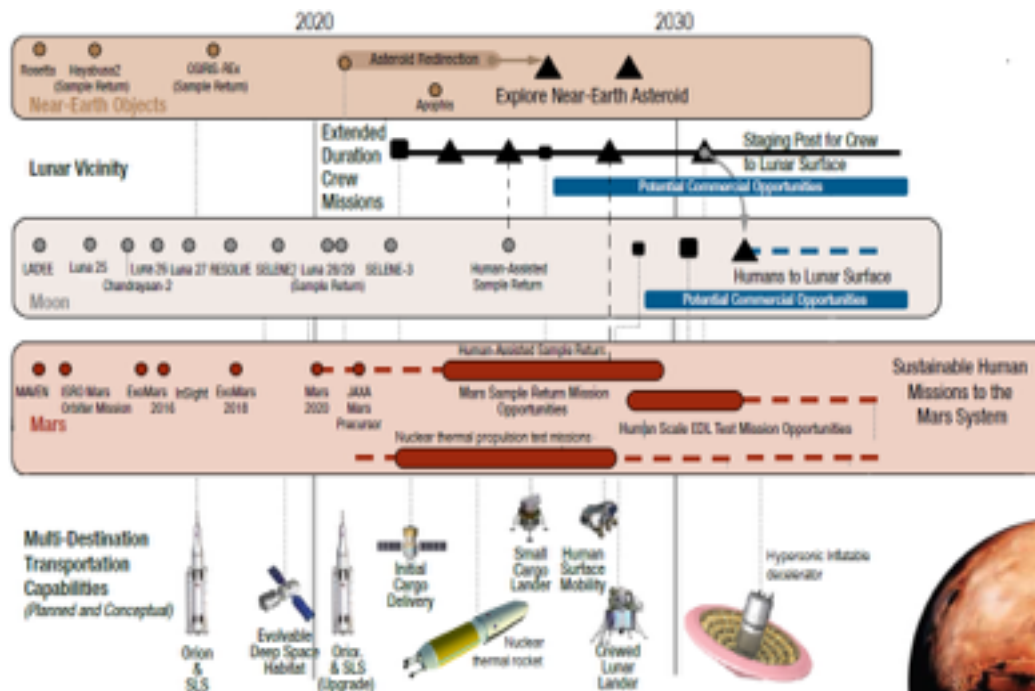 2020
2030
Rosetta
Hayabusa2
(Sample Return)
OSIRIS-REx
(Sample Return)
Asteroid Redirection
Apophis
Explore Near-Earth Asteroid
Near-Earth Objects
Lunar Vicinity
Extended
Duration
Crew
Missions
Staging Post for Crew
to Lunar Surface
Potential Commercial Opportunities
LADEE
Luna 25
Chandrayaan-2
Luna 26
Luna 27
RESOLVE
SELENE2
Luna 28/29
(Sample Return)
SELENE-3
Human-Assisted
Sample Return
Humans to Lunar Surface
Moon
Potential Commercial Opportunities
MAVEN
ISRO Mars
Orbiter Mission
ExoMars
2016
InSight
ExoMars
2018
Mars
2020
JAXA
Mars
Precursor
Human-Assisted Sample Return
Mars Sample Return Mission
Opportunities
Sustainable Human
Missions to the
Mars System
Human Scale EDL Test Mission Opportunities
Mars
Nuclear thermal propulsion test missions
Multi-Destination
Transportation
Capabilities
(Planned and Conceptual)
Orion
&
SLS
Evolvable
Deep Space
Habitat
& SLS
(Upgrade)
Initial
Cargo
Delivery
Nuclear
thermal rocket
Small
Cargo
Lander
Human
Surface
Mobility
Crewed
Lunar
Lander
Hypersonic Inflatable
decelerator